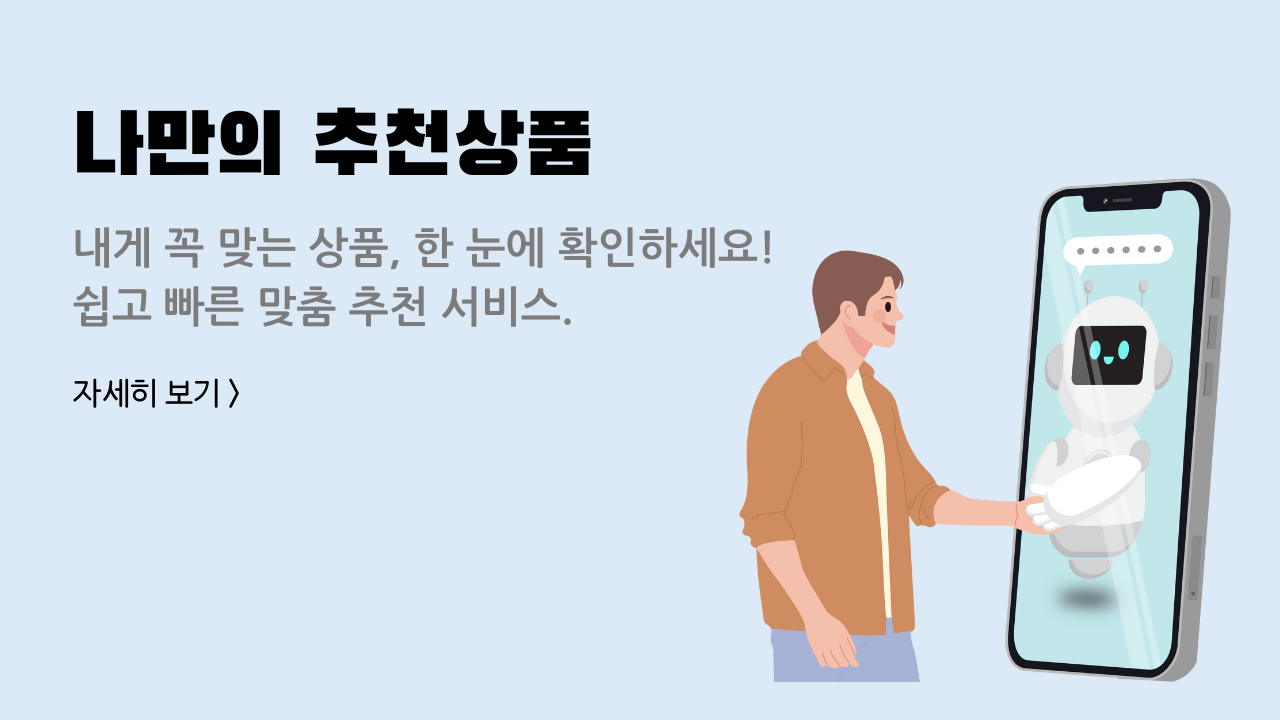 나만의 추천상품
내게 꼭 맞는 상품, 한 눈에 확인하세요!
쉽고 빠른 맞춤 추천 서비스.
자세히 보기 〉